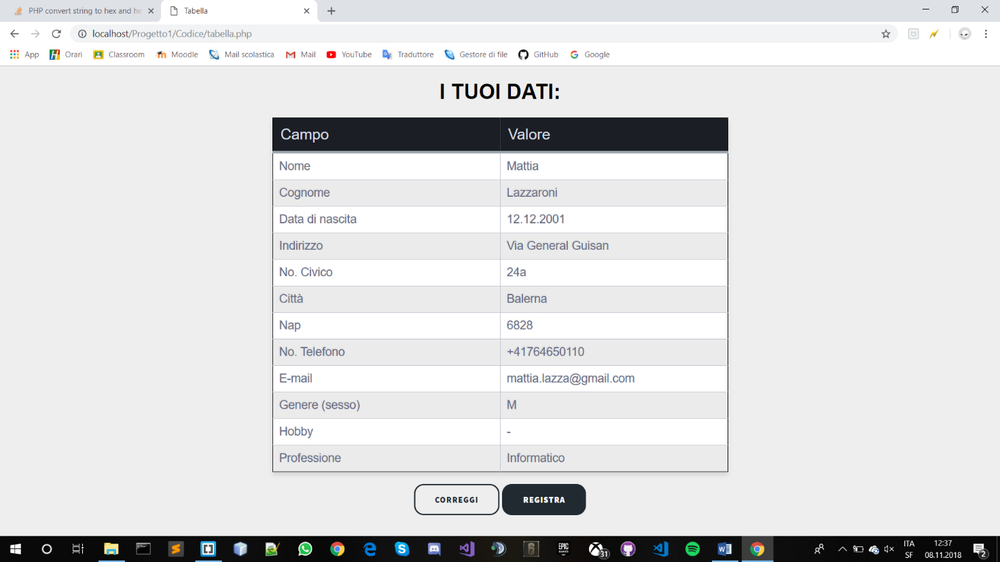 PHP convert string to hex and he
Tabella
localhost/Progetto1/Codice/tabella.php
App Orari Classroom Moodle Mail scolastica Mail YouTube Traduttore Gestore di file GitHub Google
I TUOI DATI:
Campo Valore
Nome Mattia
Cognome Lazzaroni
Data di nascita 12.12.2001
Indirizzo Via General Guisan
No. Civico 24a
Città Balerna
Nap 6828
No. Telefono +41764650110
E-mail mattia.lazza@gmail.com
Genere (sesso) M
Hobby -
Professione Informatico
CORREGGI REGISTRA
EPIC GAMES
31
ITA
SF
12:37
08.11.2018
2